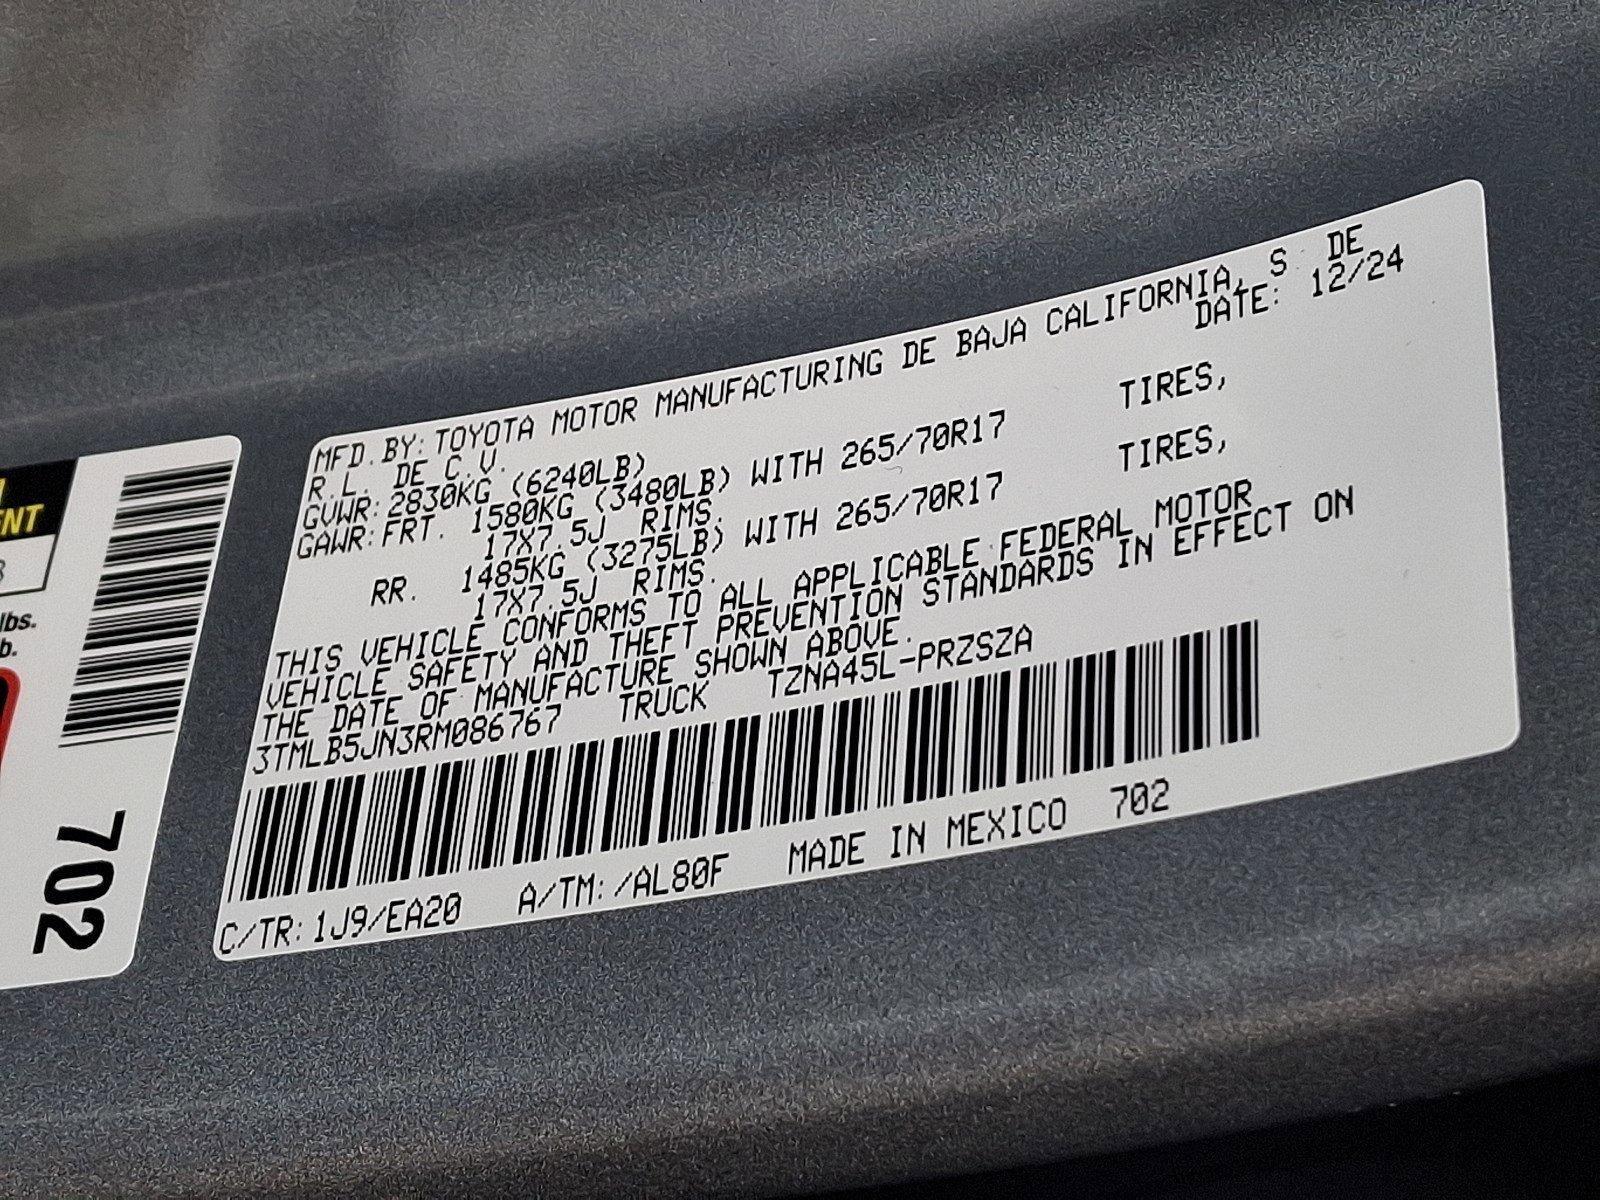 MFD. BY: TOYOTA MOTOR MANUFACTURING DE BAJA CALIFORNIA, S DE
R.L. DE C.V. DATE: 12/24
GVWR: 2830KG (6240LB)
GAWR: FRT. 1580KG (3480LB) WITH 265/70R17 TIRES,
17X7.5J RIMS.
RR. 1485KG (3275LB) WITH 265/70R17 TIRES,
17X7.5J RIMS.
THIS VEHICLE CONFORMS TO ALL APPLICABLE FEDERAL MOTOR
VEHICLE SAFETY AND THEFT PREVENTION STANDARDS IN EFFECT ON
THE DATE OF MANUFACTURE SHOWN ABOVE.
3TMLB5JN3RM086767 TRUCK TZNA45L-PRZSZA
C/TR: 1J9/EA20 A/TM: /AL80F MADE IN MEXICO 702
lbs.
702